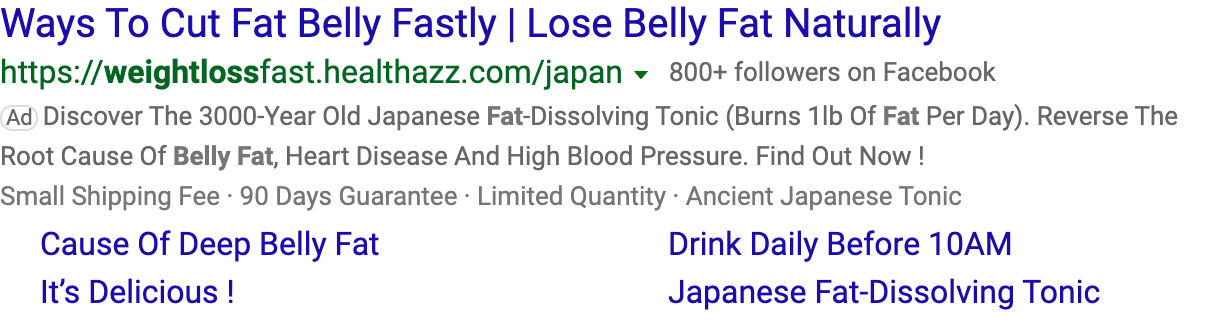 Ways To Cut Fat Belly Fastly | Lose Belly Fat Naturally
https://weightlossfast.healthazz.com/japan 800+ followers on Facebook
Ad Discover The 3000-Year Old Japanese Fat-Dissolving Tonic (Burns 1lb Of Fat Per Day). Reverse The
Root Cause Of Belly Fat, Heart Disease And High Blood Pressure. Find Out Now !
Small Shipping Fee · 90 Days Guarantee · Limited Quantity · Ancient Japanese Tonic
Cause Of Deep Belly Fat Drink Daily Before 10AM
It's Delicious ! Japanese Fat-Dissolving Tonic